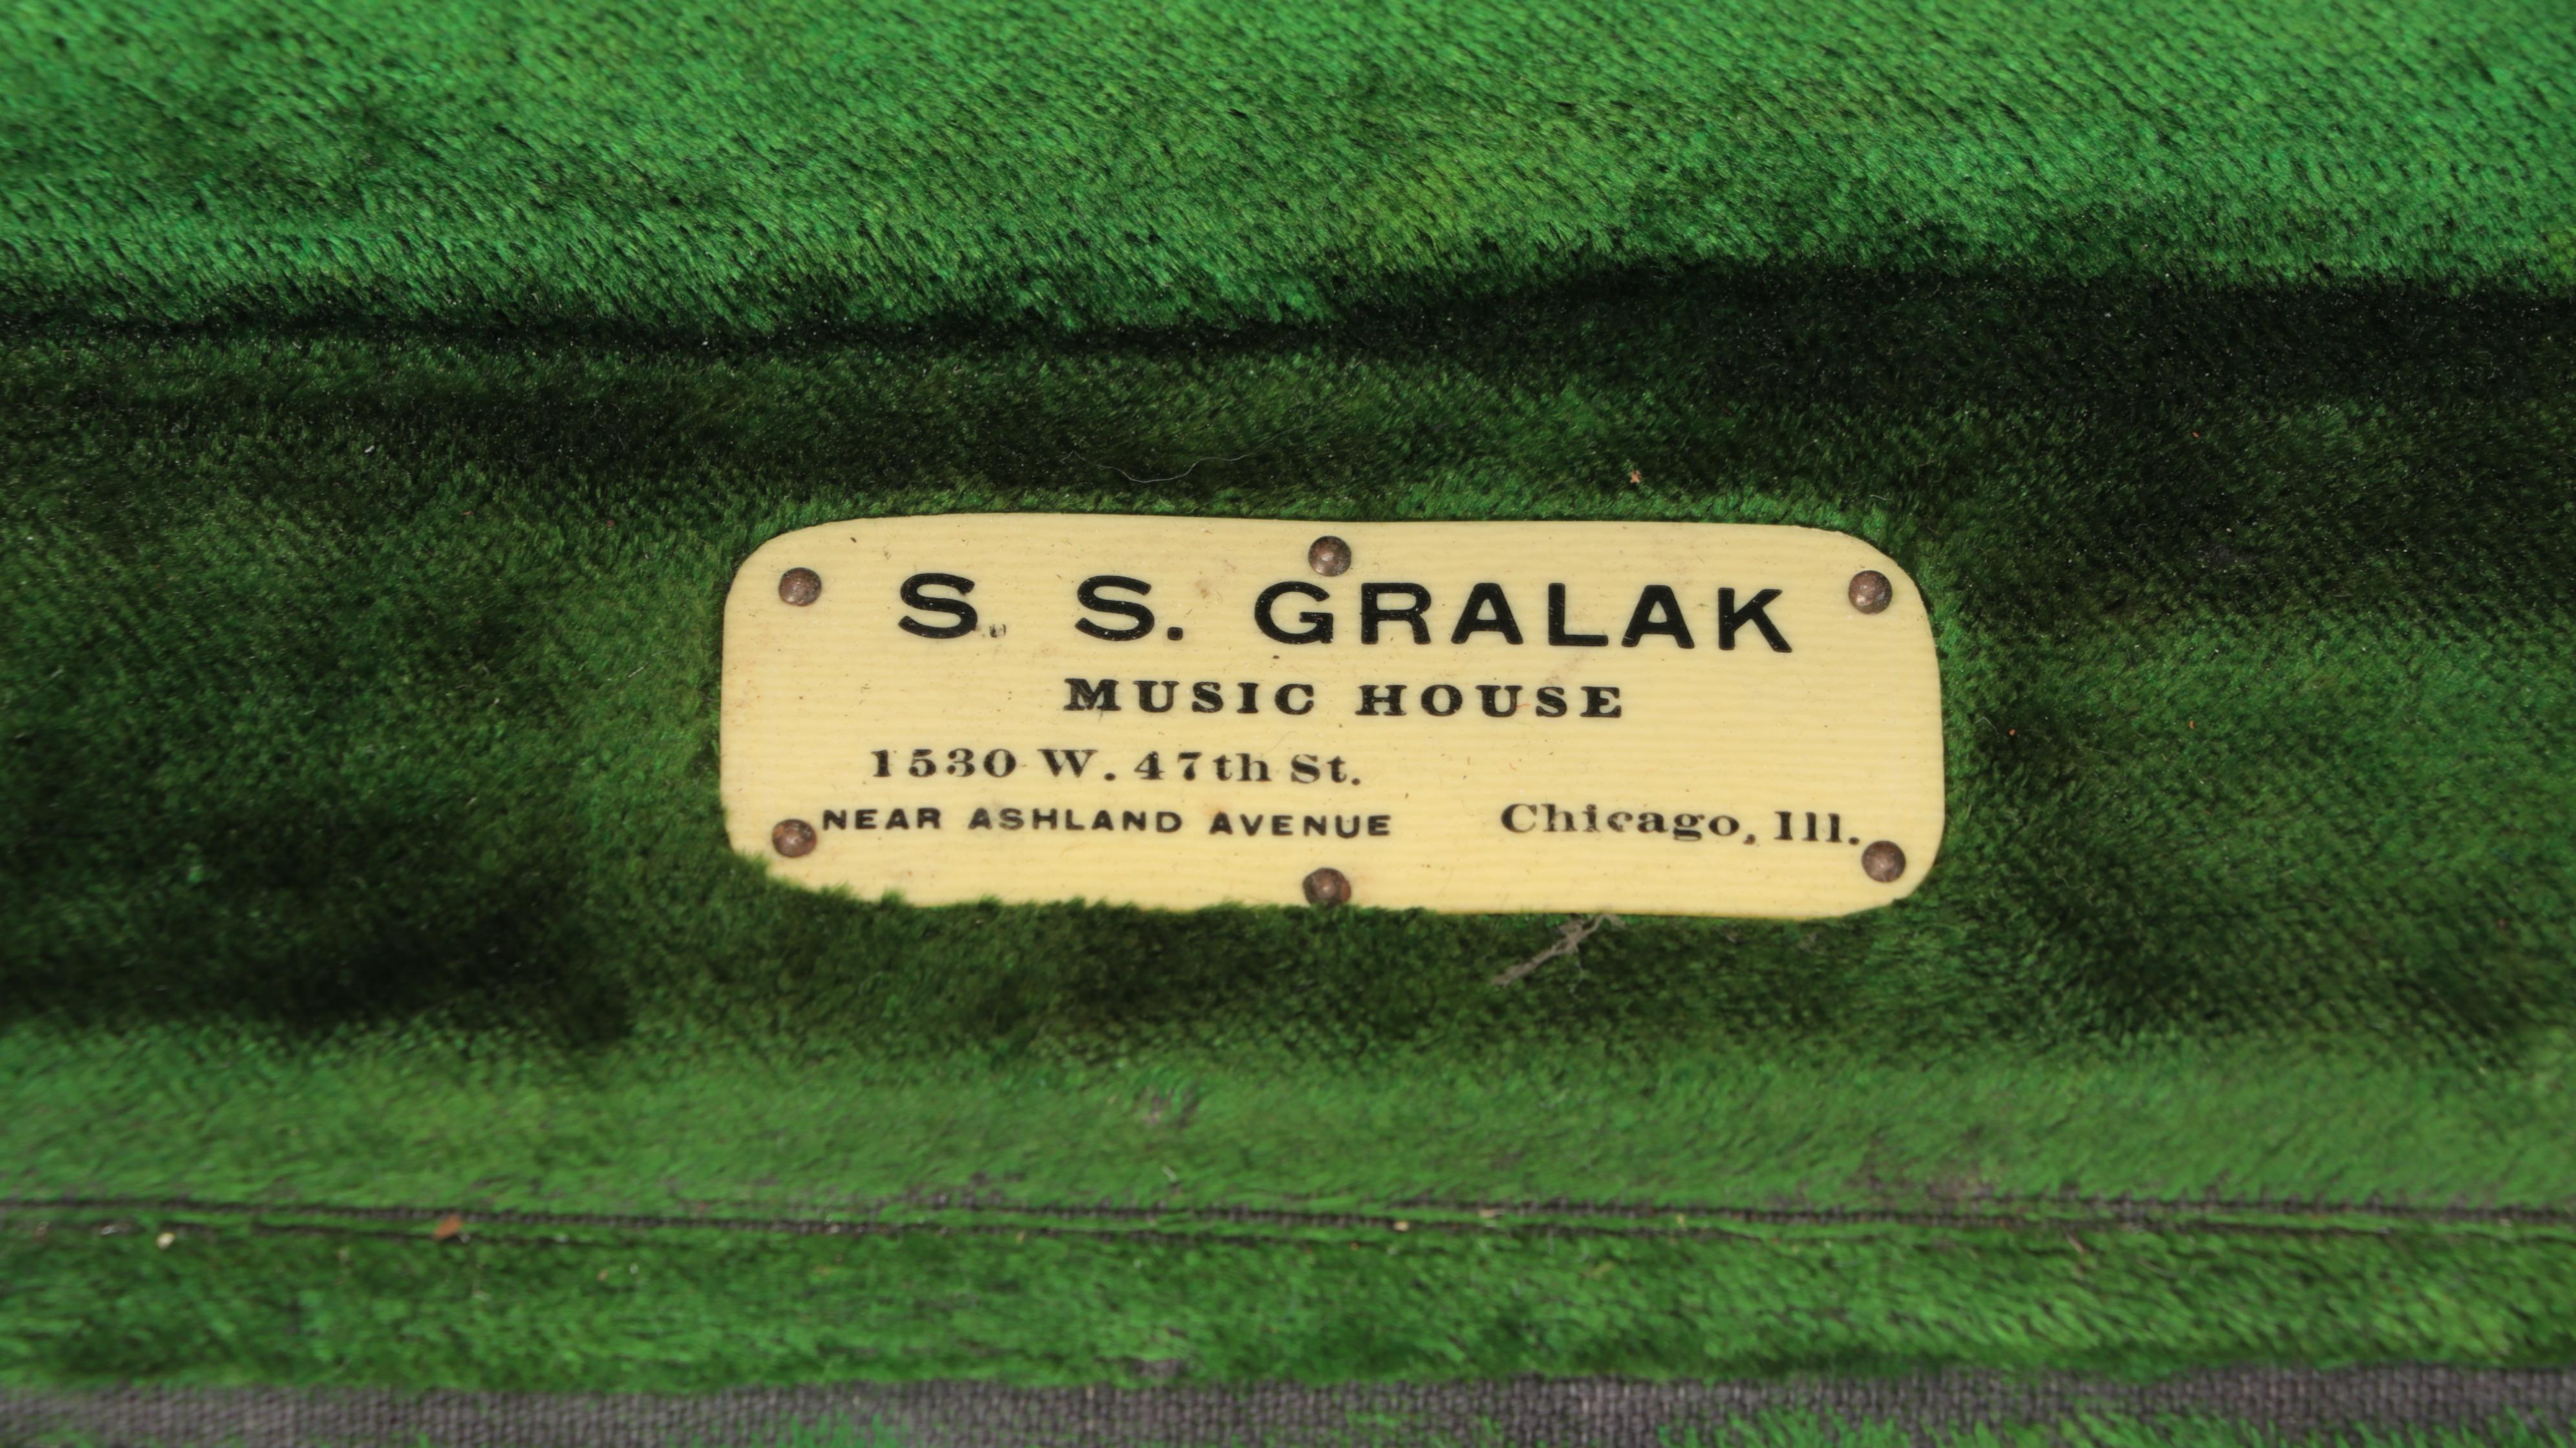 S. S. GRALAK
MUSIC HOUSE
1530 W. 47th St.
NEAR ASHLAND AVENUE Chicago, Ill.